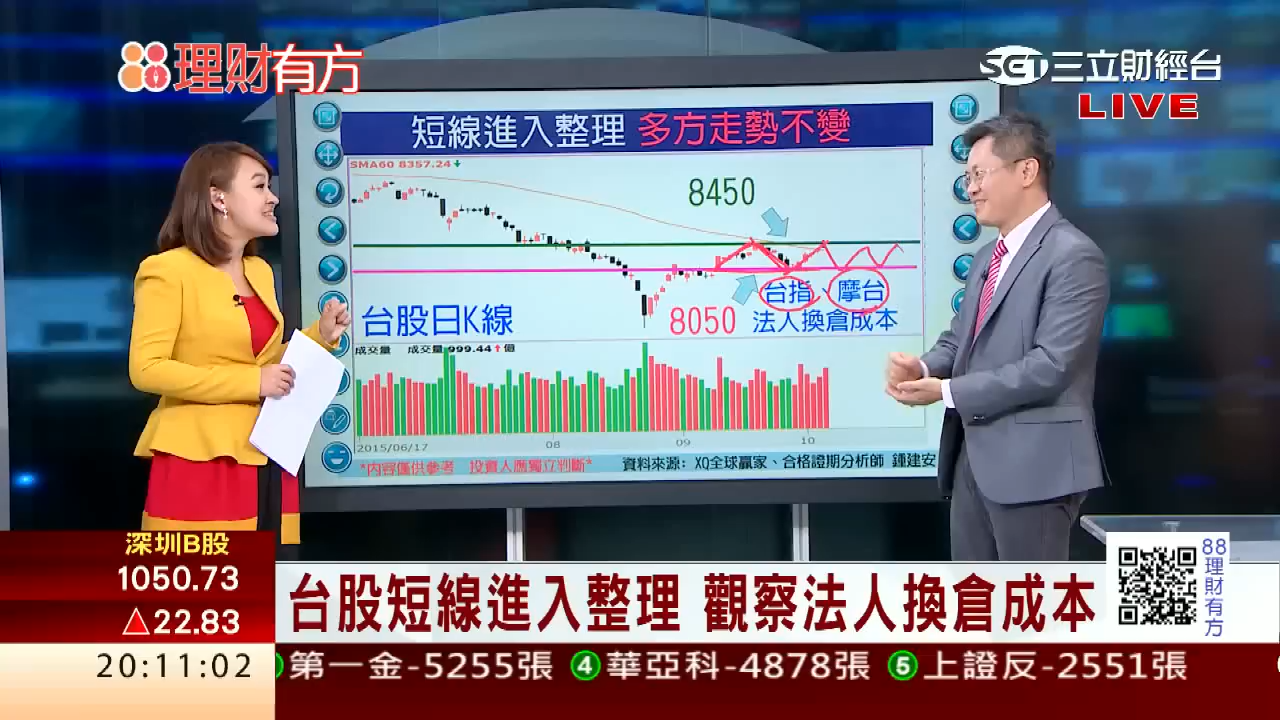 88理財有方
SET三立財經台
LIVE
短線進入整理 多方走勢不變
SMA60 8357.24↓
8450
台指、摩台
台股日K線
8050
法人換倉成本
成交量 成交量 999.44↑億
2015/06/17 08 09 10
*內容僅供參考 投資人應獨立判斷*
資料來源：XQ全球贏家、合格證期分析師 鍾建安
深圳B股
1050.73
▲22.83
20:11:02
台股短線進入整理 觀察法人換倉成本
88理財有方
第一金-5255張 ④華亞科-4878張 ⑤上證反-2551張